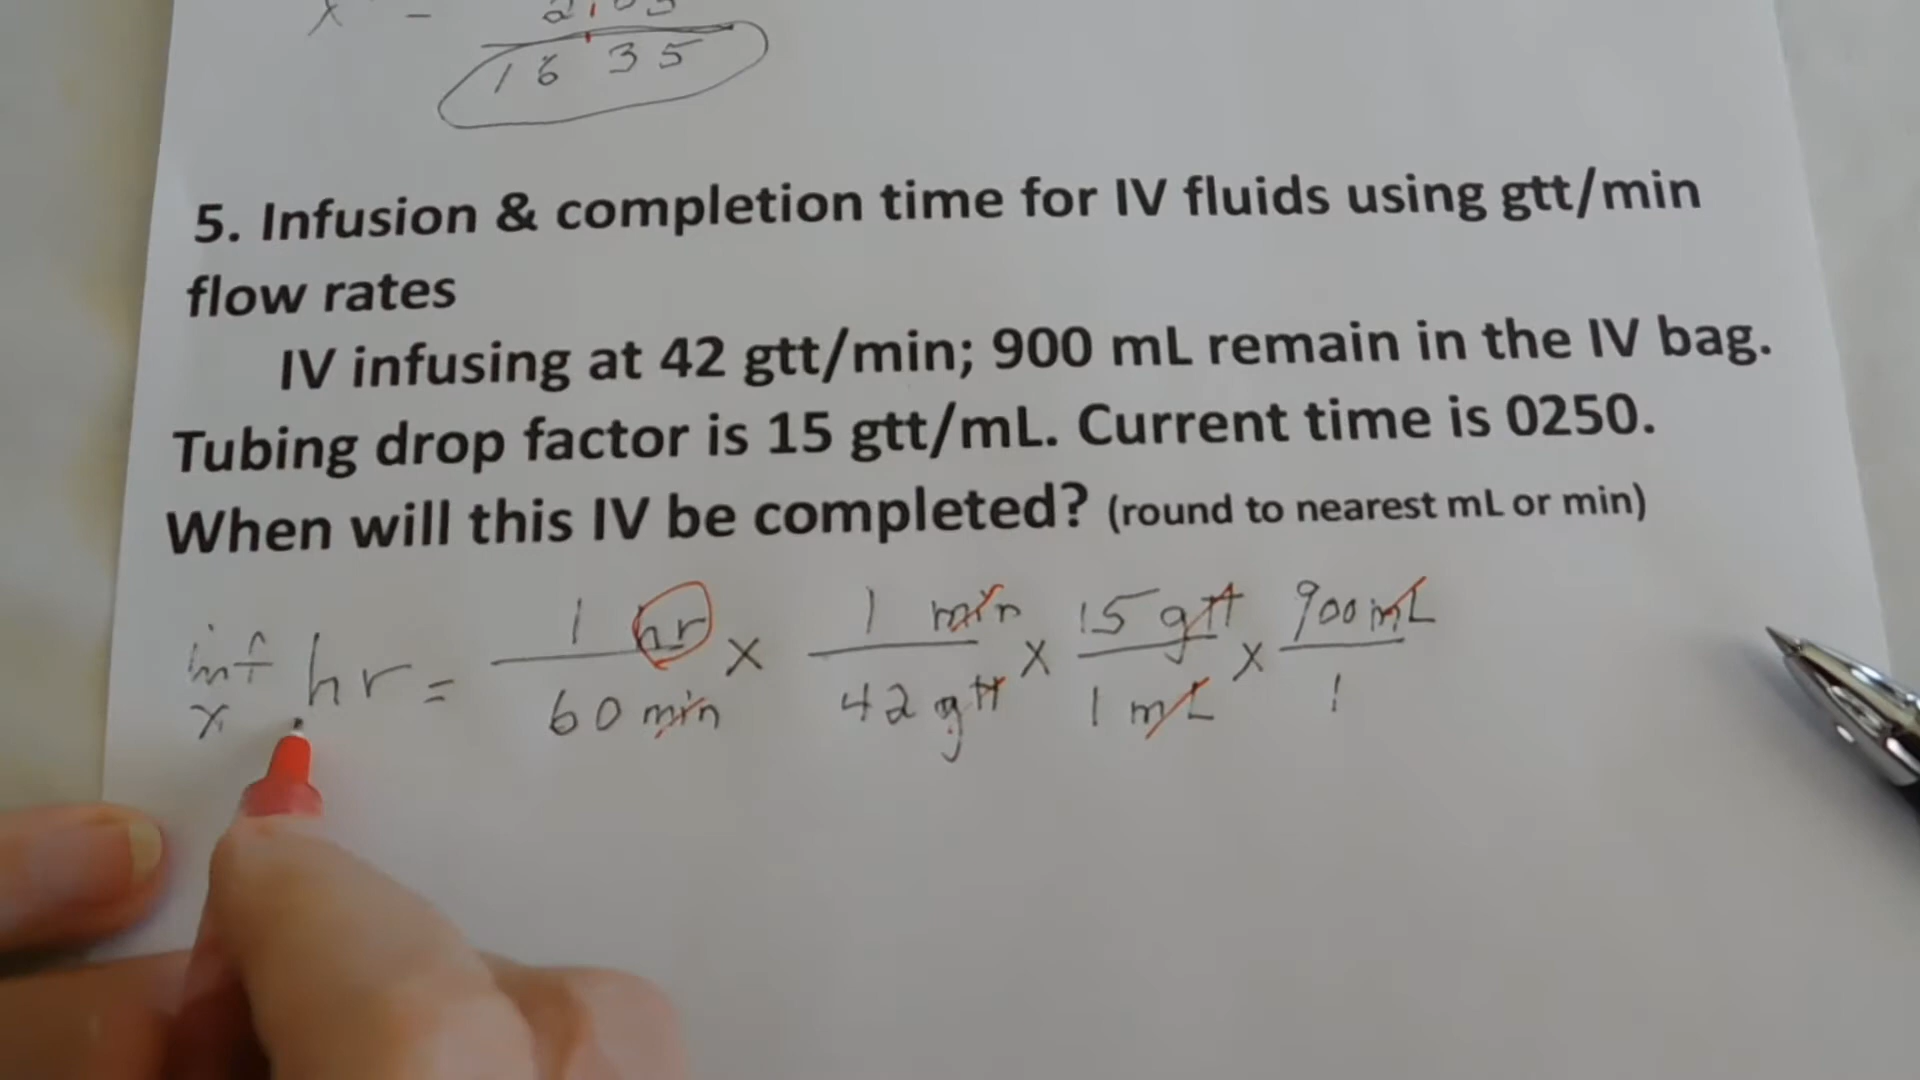 x =
1635
5. Infusion & completion time for IV fluids using gtt/min
flow rates
IV infusing at 42 gtt/min; 900 mL remain in the IV bag.
Tubing drop factor is 15 gtt/mL. Current time is 0250.
When will this IV be completed? (round to nearest mL or min)
inf x hr = 1 hr / 60 min x 1 min / 42 gtt x 15 gtt / 1 mL x 900 mL / 1